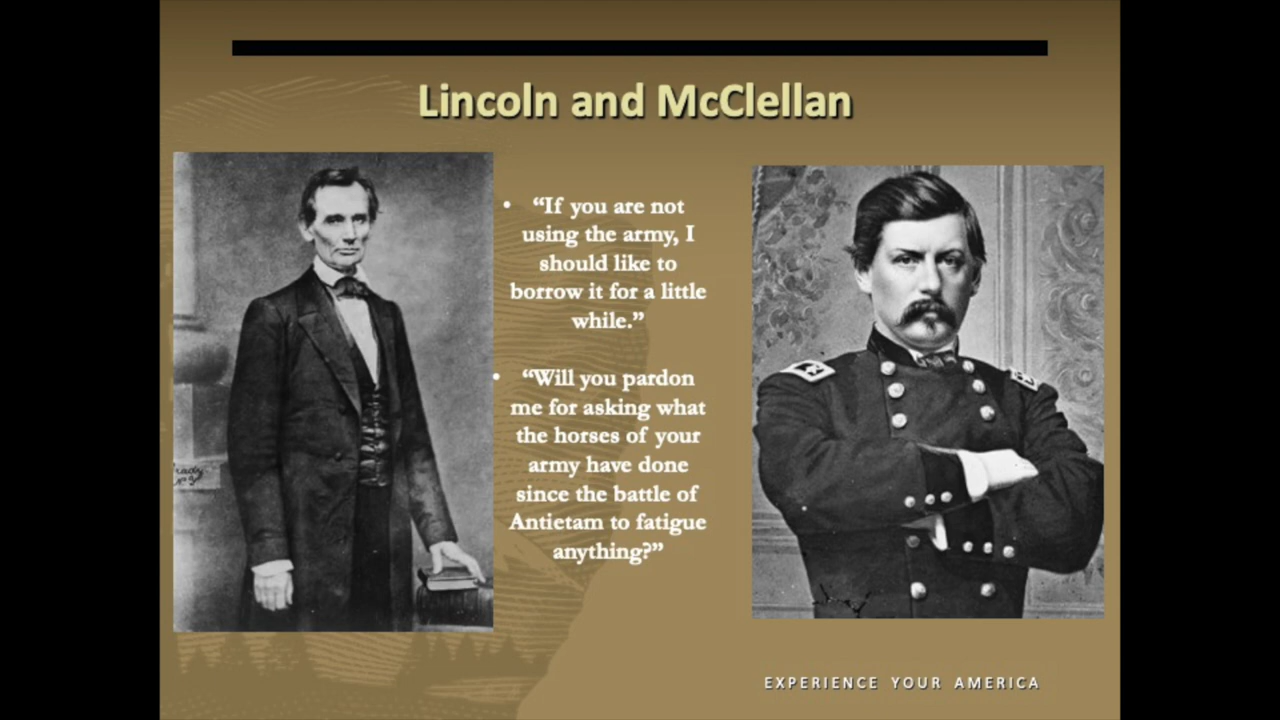 Lincoln and McClellan
• “If you are not
using the army, I
should like to
borrow it for a little
while.”
• “Will you pardon
me for asking what
the horses of your
army have done
since the battle of
Antietam to fatigue
anything?”
EXPERIENCE YOUR AMERICA